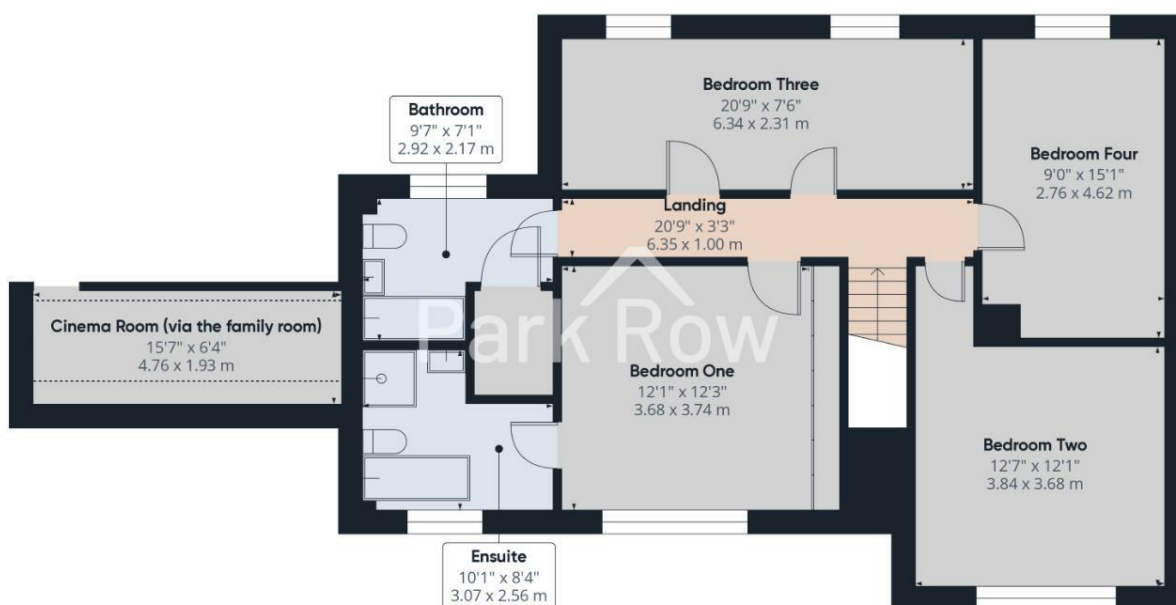 Bedroom Three
20'9" x 7'6"
6.34 x 2.31 m
Bathroom
9'7" x 7'1"
2.92 x 2.17 m
Bedroom Four
9'0" x 15'1"
2.76 x 4.62 m
Landing
20'9" x 3'3"
6.35 x 1.00 m
Cinema Room (via the family room)
15'7" x 6'4"
4.76 x 1.93 m
Park Row
Bedroom One
12'1" x 12'3"
3.68 x 3.74 m
Bedroom Two
12'7" x 12'1"
3.84 x 3.68 m
Ensuite
10'1" x 8'4"
3.07 x 2.56 m